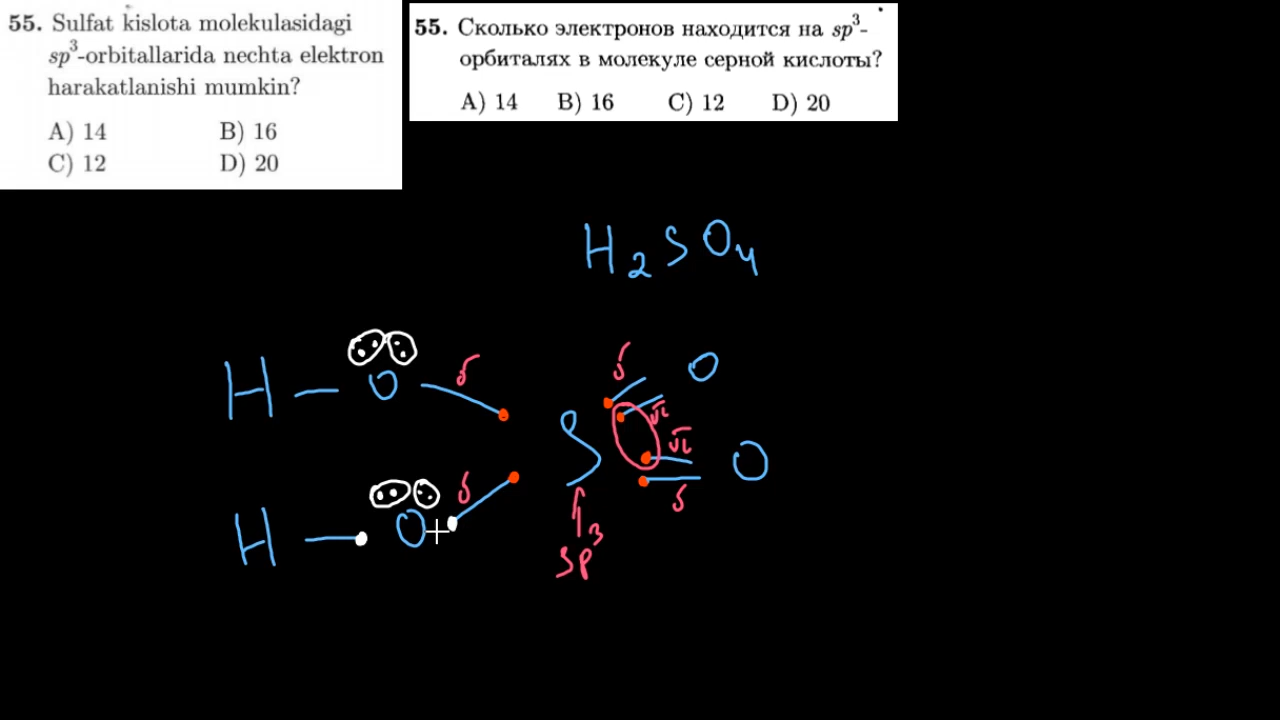 55. Sulfat kislota molekulasidagi
sp³-orbitallarida nechta elektron
harakatlanishi mumkin?
A) 14 B) 16
C) 12 D) 20
55. Сколько электронов находится на sp³-
орбиталях в молекуле серной кислоты?
A) 14 B) 16 C) 12 D) 20
H₂SO₄
H — O δ δ O
π
π
S O
H — O δ δ
sp³